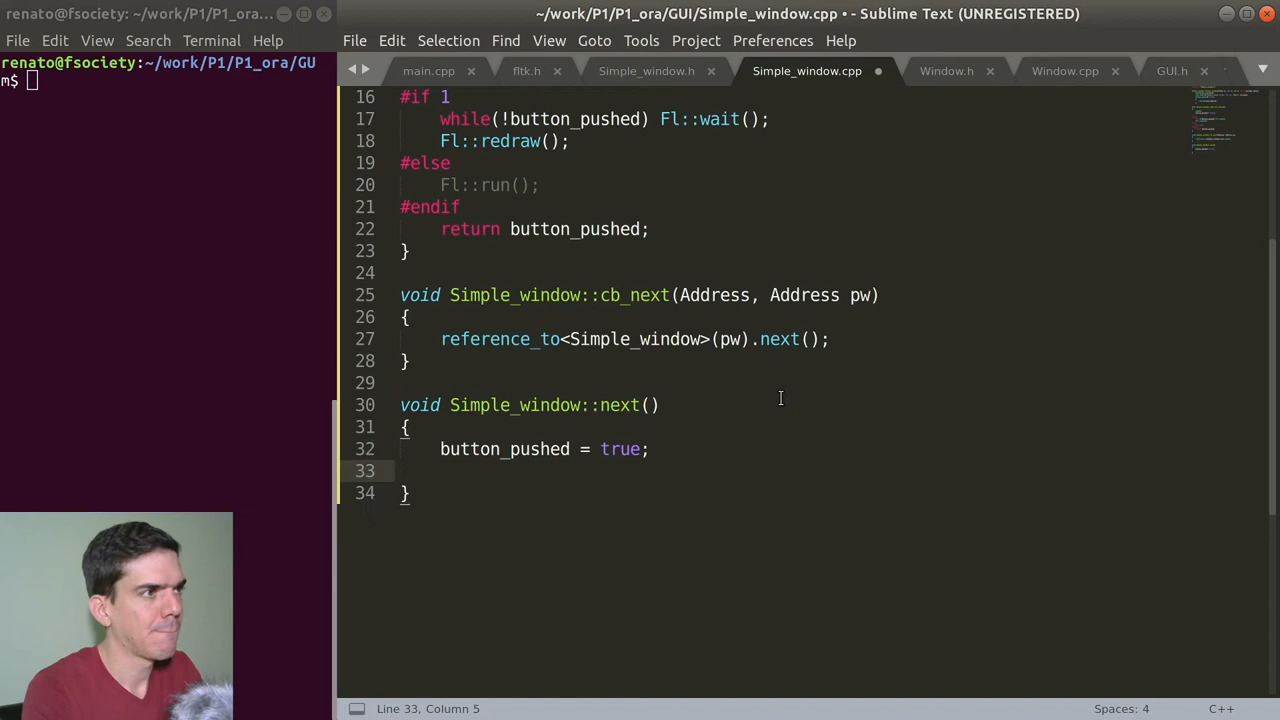 renato@fsociety: ~/work/P1/P1_ora...
File Edit View Search Terminal Help
renato@fsociety:~/work/P1/P1_ora/GU
m$
~/work/P1/P1_ora/GUI/Simple_window.cpp • - Sublime Text (UNREGISTERED)
File Edit Selection Find View Goto Tools Project Preferences Help
main.cpp fltk.h Simple_window.h Simple_window.cpp Window.h Window.cpp GUI.h
16 #if 1
17 while(!button_pushed) Fl::wait();
18 Fl::redraw();
19 #else
20 Fl::run();
21 #endif
22 return button_pushed;
23 }
24
25 void Simple_window::cb_next(Address, Address pw)
26 {
27 reference_to<Simple_window>(pw).next();
28 }
29
30 void Simple_window::next()
31 {
32 button_pushed = true;
33
34 }
Line 33, Column 5 Spaces: 4 C++